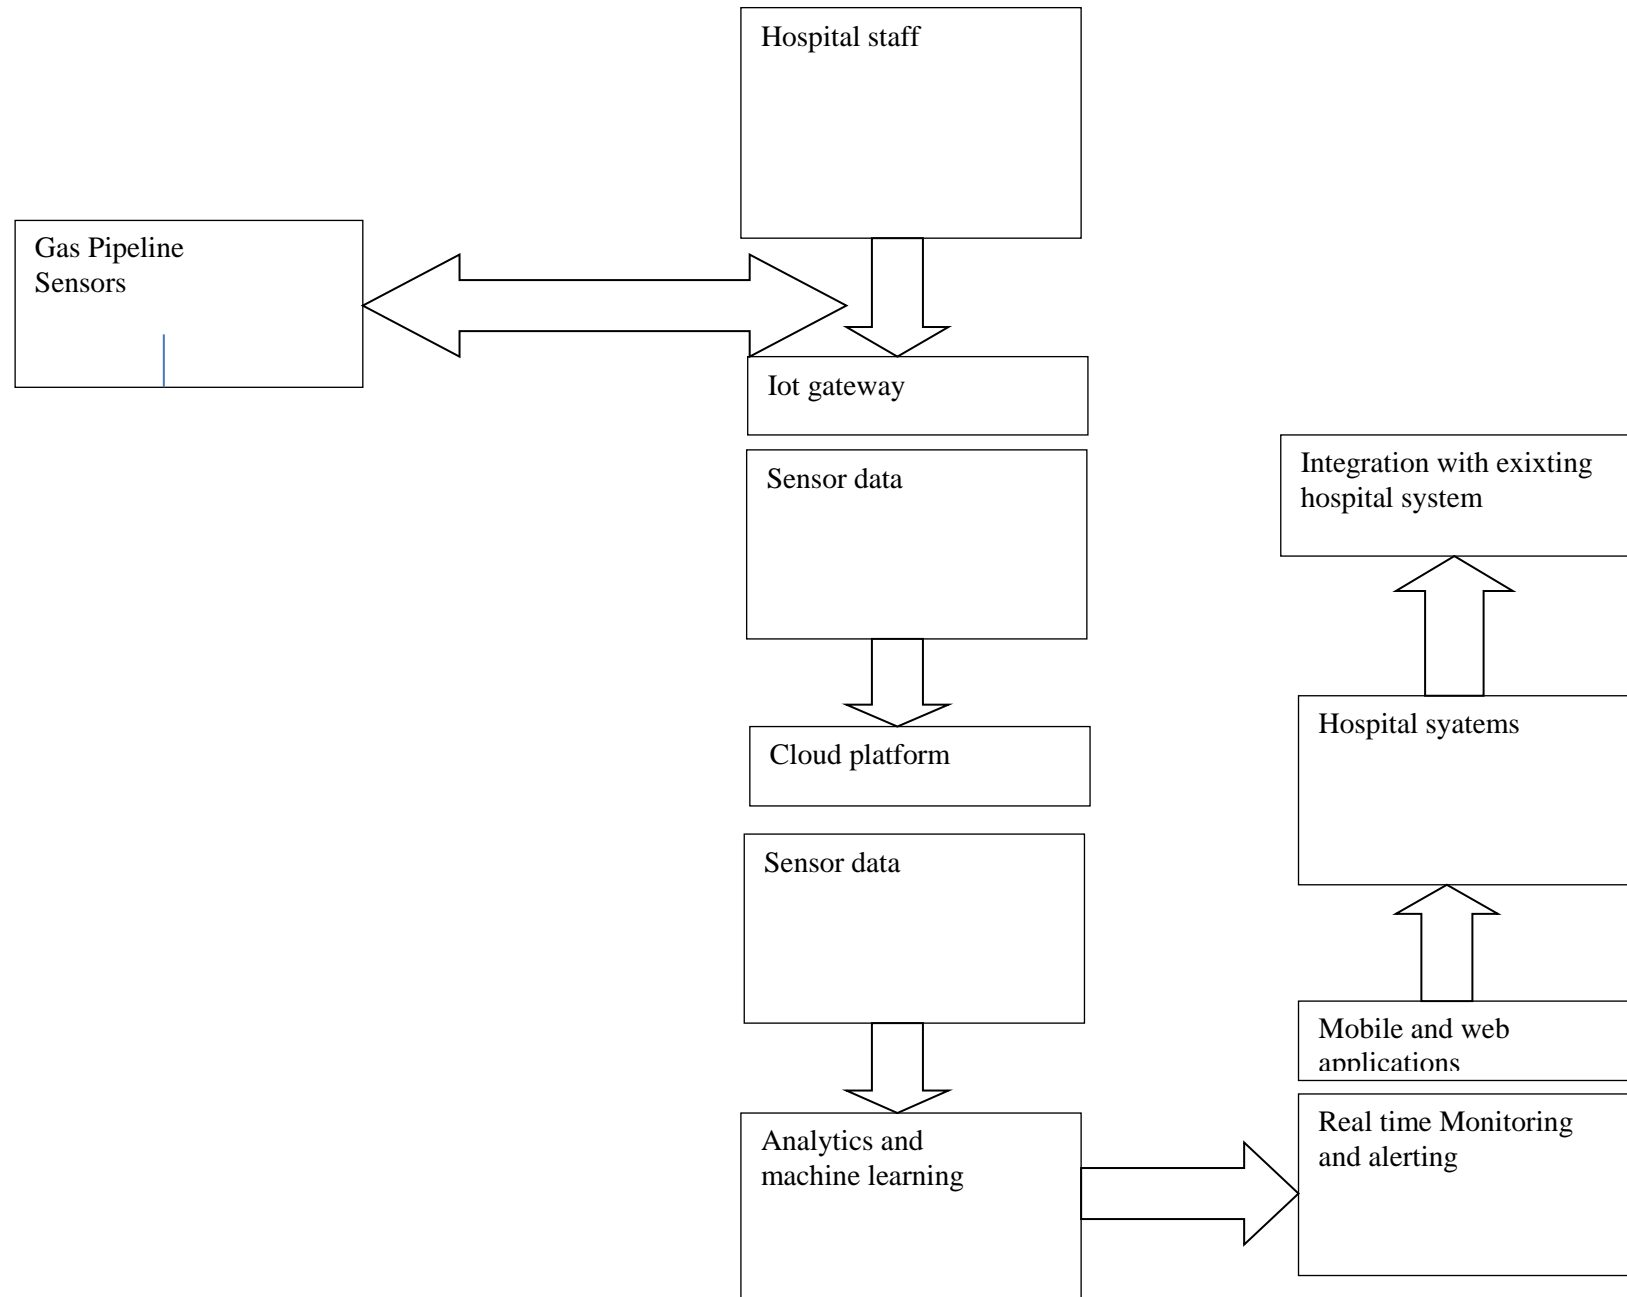 Hospital staff
Gas Pipeline
Sensors
Iot gateway
Sensor data
Cloud platform
Sensor data
Analytics and
machine learning
Integration with exixting
hospital system
Hospital syatems
Mobile and web
applications
Real time Monitoring
and alerting